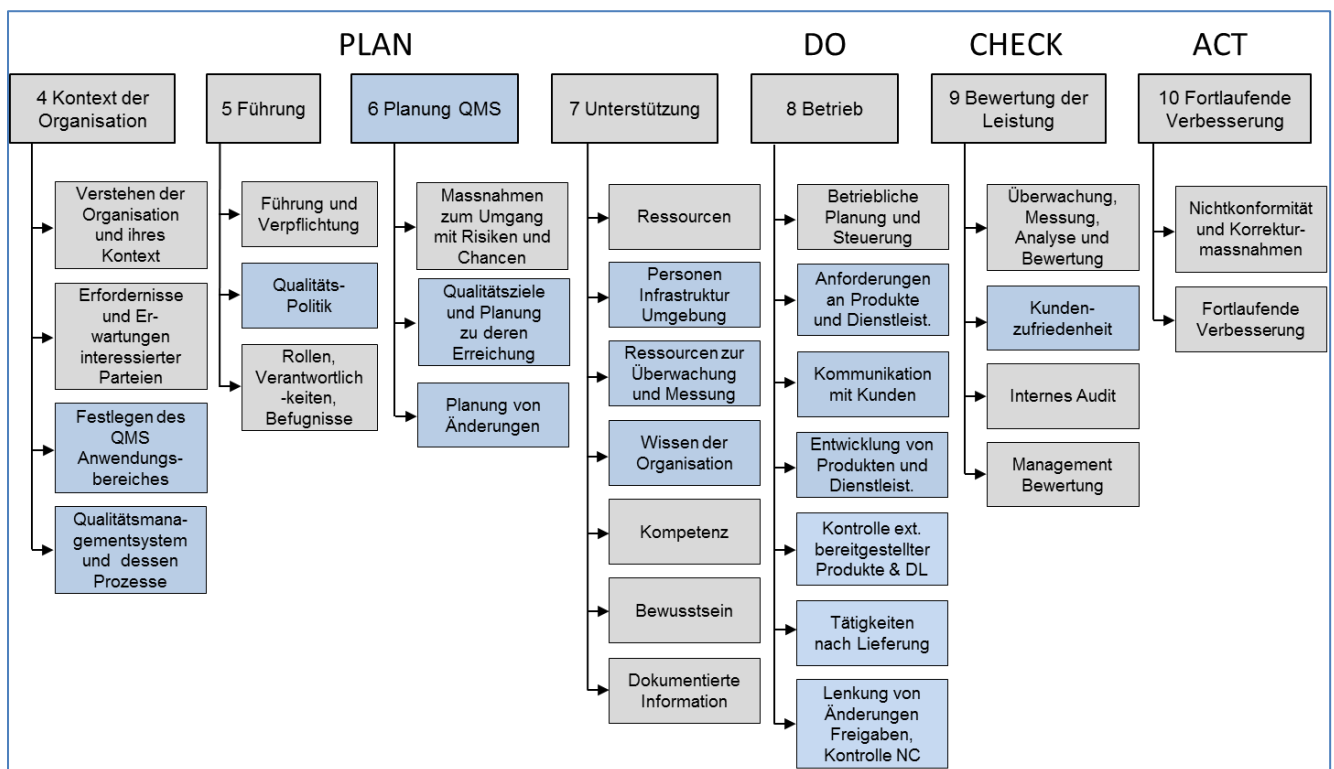 PLAN
DO
CHECK
ACT
4 Kontext der
Organisation
5 Führung
6 Planung QMS
7 Unterstützung
8 Betrieb
9 Bewertung der
Leistung
10 Fortlaufende
Verbesserung
Verstehen der
Organisation
und ihres
Kontext
Erfordernisse
und Er-
wartungen
interessierter
Parteien
Festlegen des
QMS
Anwendungs-
bereiches
Qualitätsmana-
gementsystem
und dessen
Prozesse
Führung und
Verpflichtung
Qualitäts-
Politik
Rollen,
Verantwortlich
-keiten,
Befugnisse
Massnahmen
zum Umgang
mit Risiken und
Chancen
Qualitätsziele
und Planung
zu deren
Erreichung
Planung von
Änderungen
Ressourcen
Personen
Infrastruktur
Umgebung
Ressourcen zur
Überwachung
und Messung
Wissen der
Organisation
Kompetenz
Bewusstsein
Dokumentierte
Information
Betriebliche
Planung und
Steuerung
Anforderungen
an Produkte
und Dienstleist.
Kommunikation
mit Kunden
Entwicklung von
Produkten und
Dienstleist.
Kontrolle ext.
bereitgestellter
Produkte & DL
Tätigkeiten
nach Lieferung
Lenkung von
Änderungen
Freigaben,
Kontrolle NC
Überwachung,
Messung,
Analyse und
Bewertung
Kunden-
zufriedenheit
Internes Audit
Management
Bewertung
Nichtkonformität
und Korrektur-
massnahmen
Fortlaufende
Verbesserung